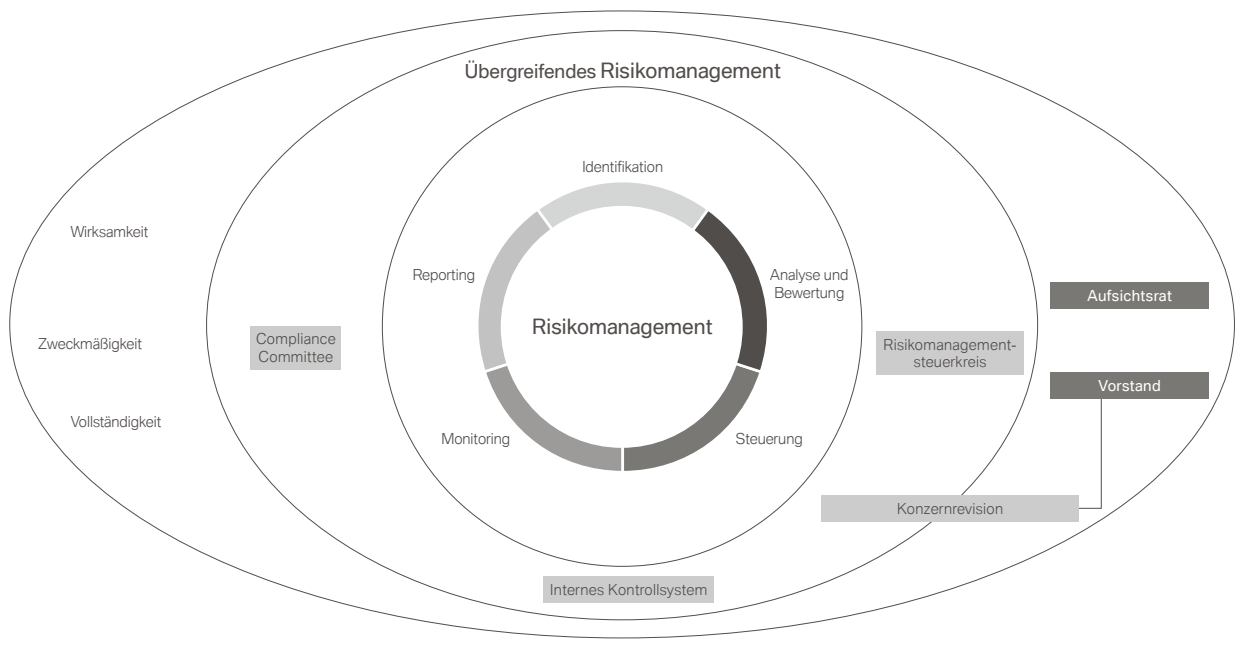 Übergreifendes Risikomanagement
Identifikation
Wirksamkeit
Reporting
Analyse und
Bewertung
Aufsichtsrat
Risikomanagement
Compliance
Committee
Zweckmäßigkeit
Risikomanagement-
steuerkreis
Vorstand
Vollständigkeit
Monitoring
Steuerung
Konzernrevision
Internes Kontrollsystem